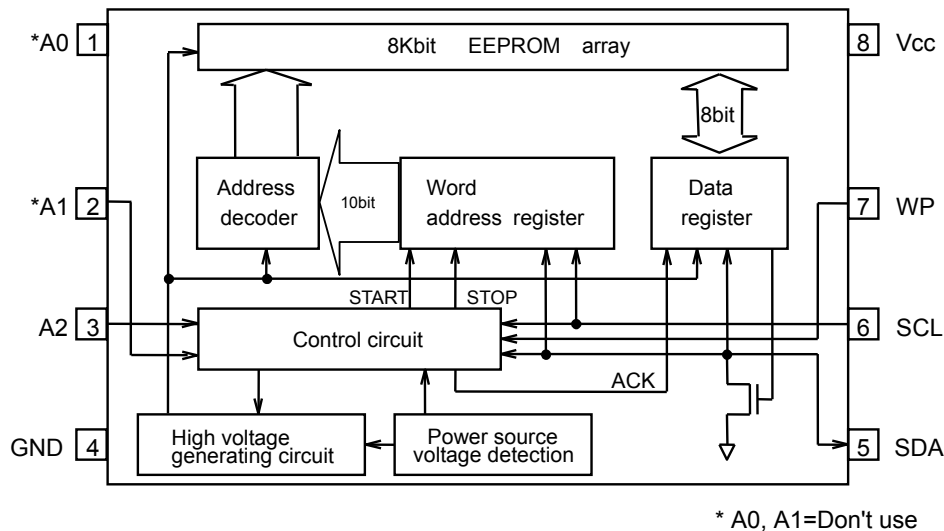 *A0 1
8Kbit EEPROM array
8 Vcc
8bit
*A1 2
Address
decoder
10bit
Word
address register
Data
register
7 WP
START
STOP
A2 3
Control circuit
6 SCL
ACK
GND 4
High voltage
generating circuit
Power source
voltage detection
5 SDA
* A0, A1=Don't use